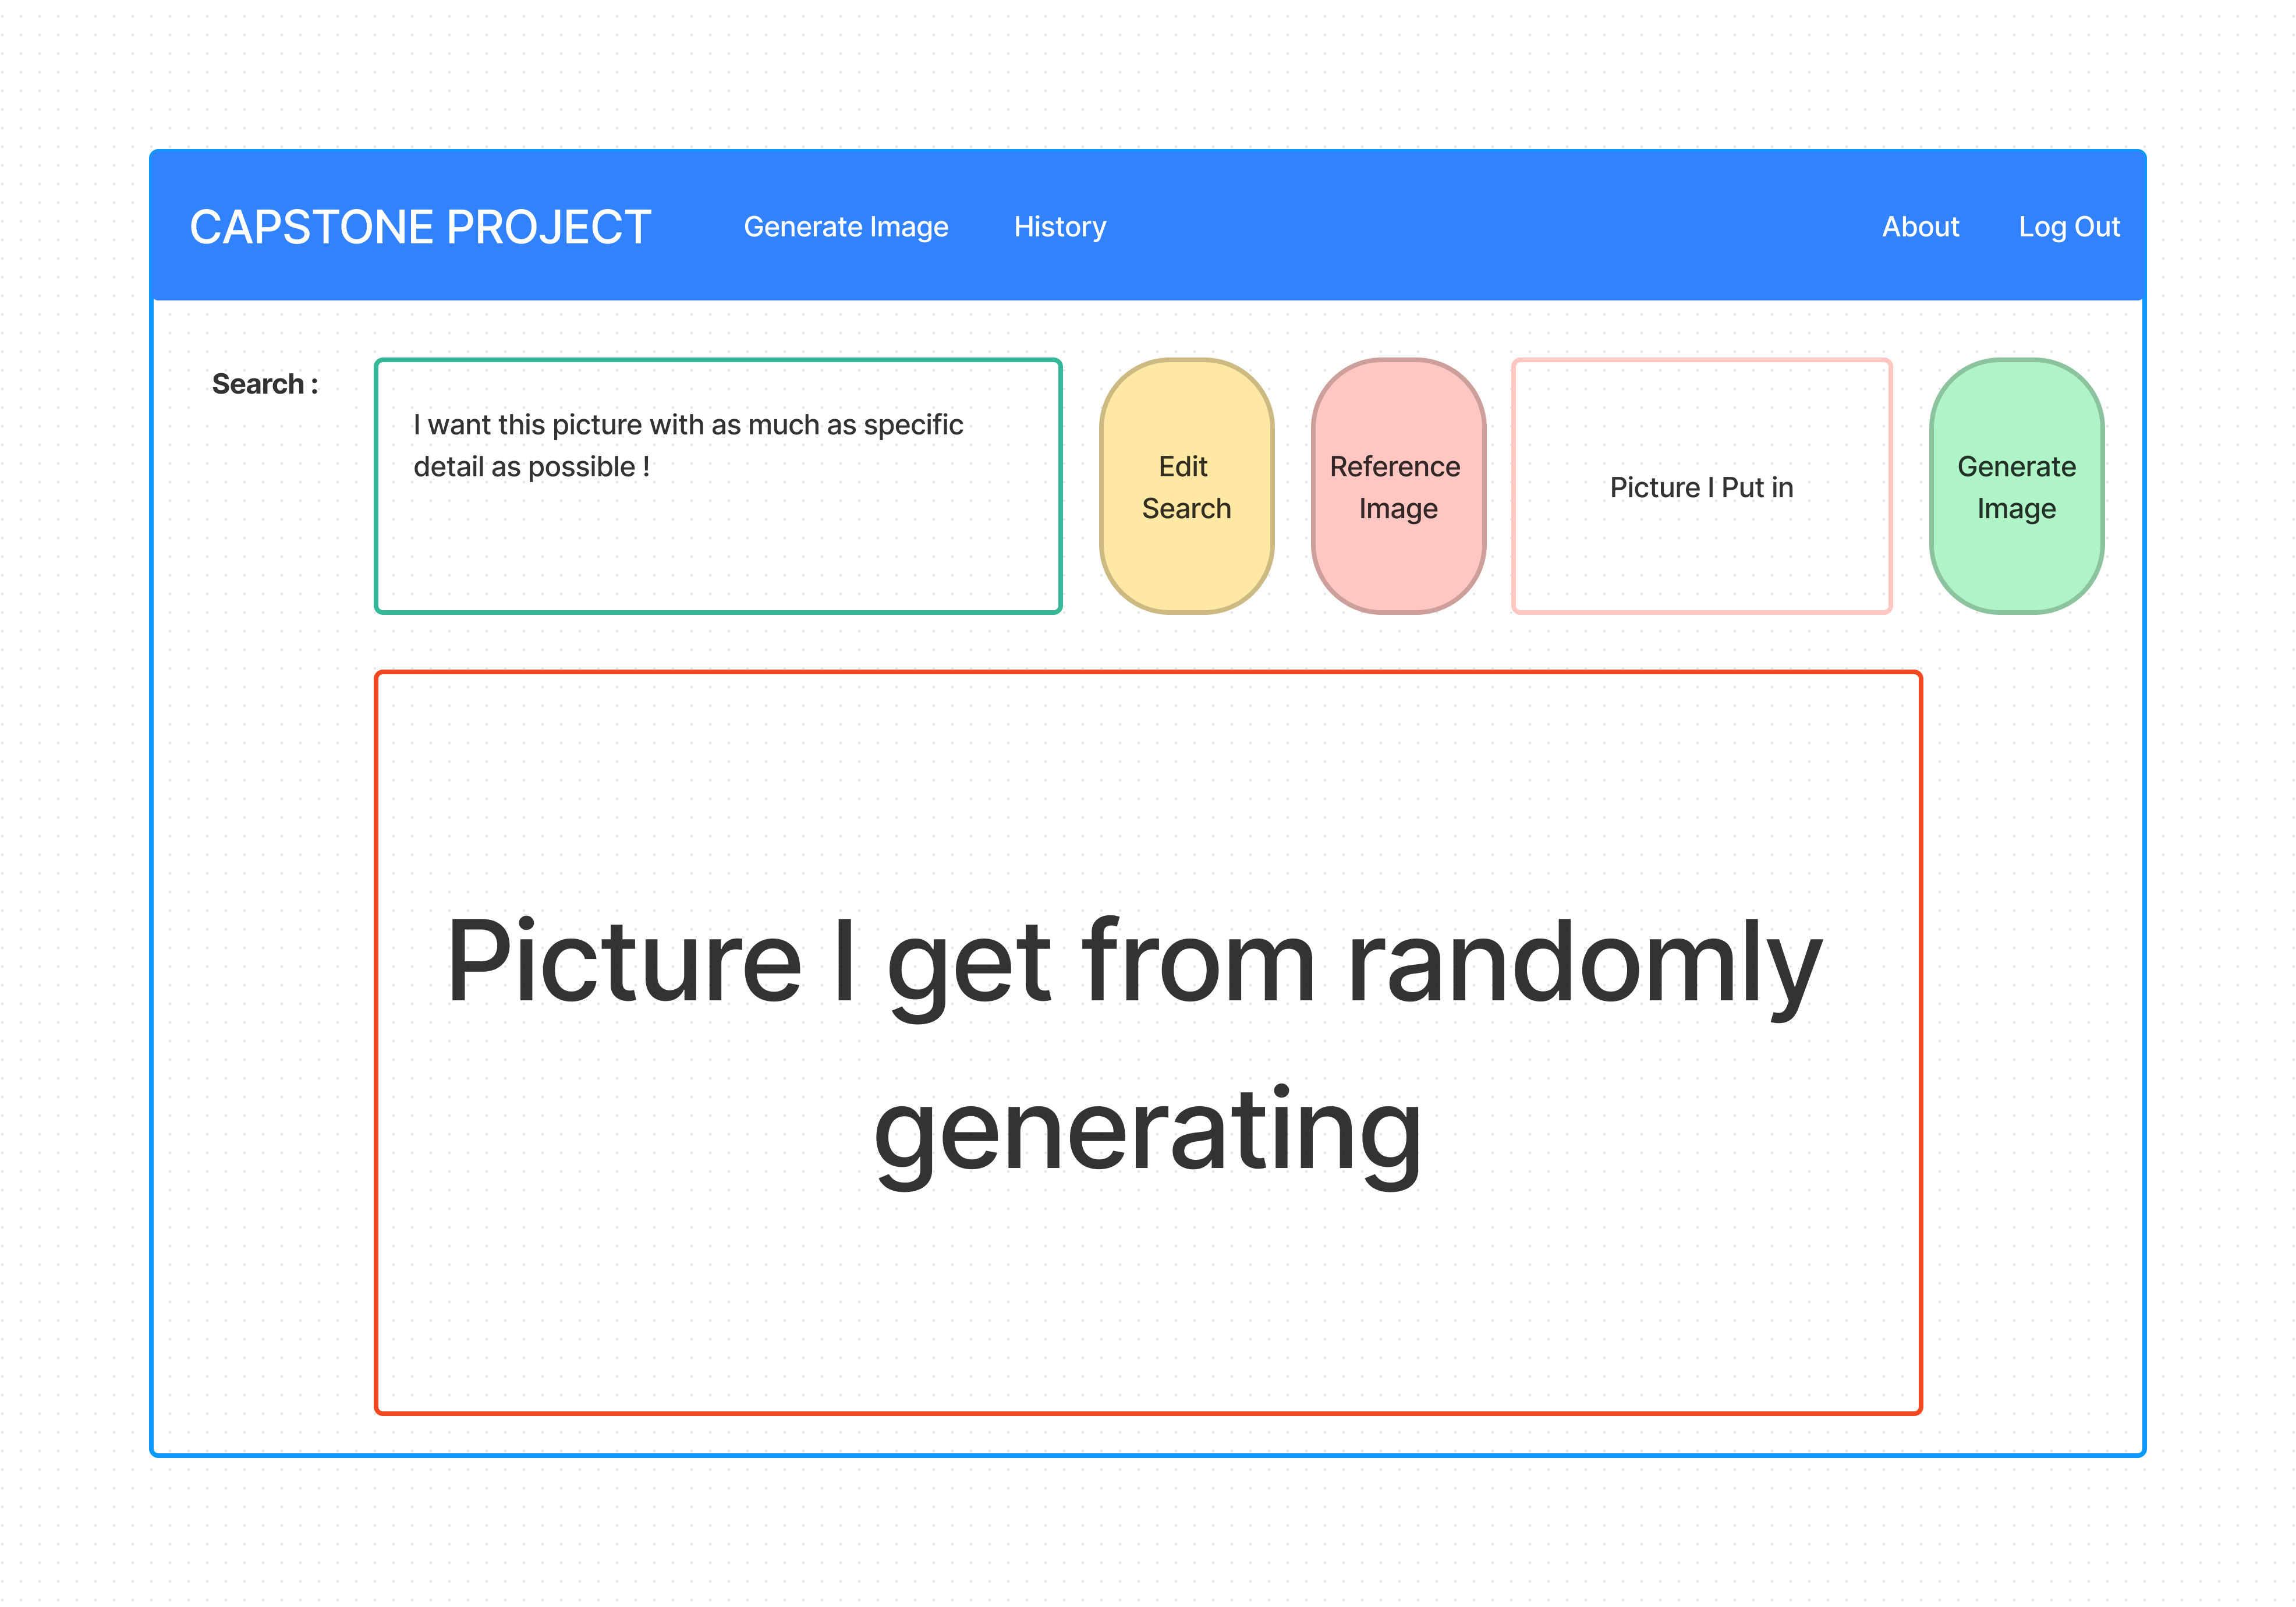 CAPSTONE PROJECT
Generate Image
History
About
Log Out
Search :
I want this picture with as much as specific
detail as possible !
Edit
Search
Reference
Image
Picture I Put in
Generate
Image
Picture I get from randomly
generating